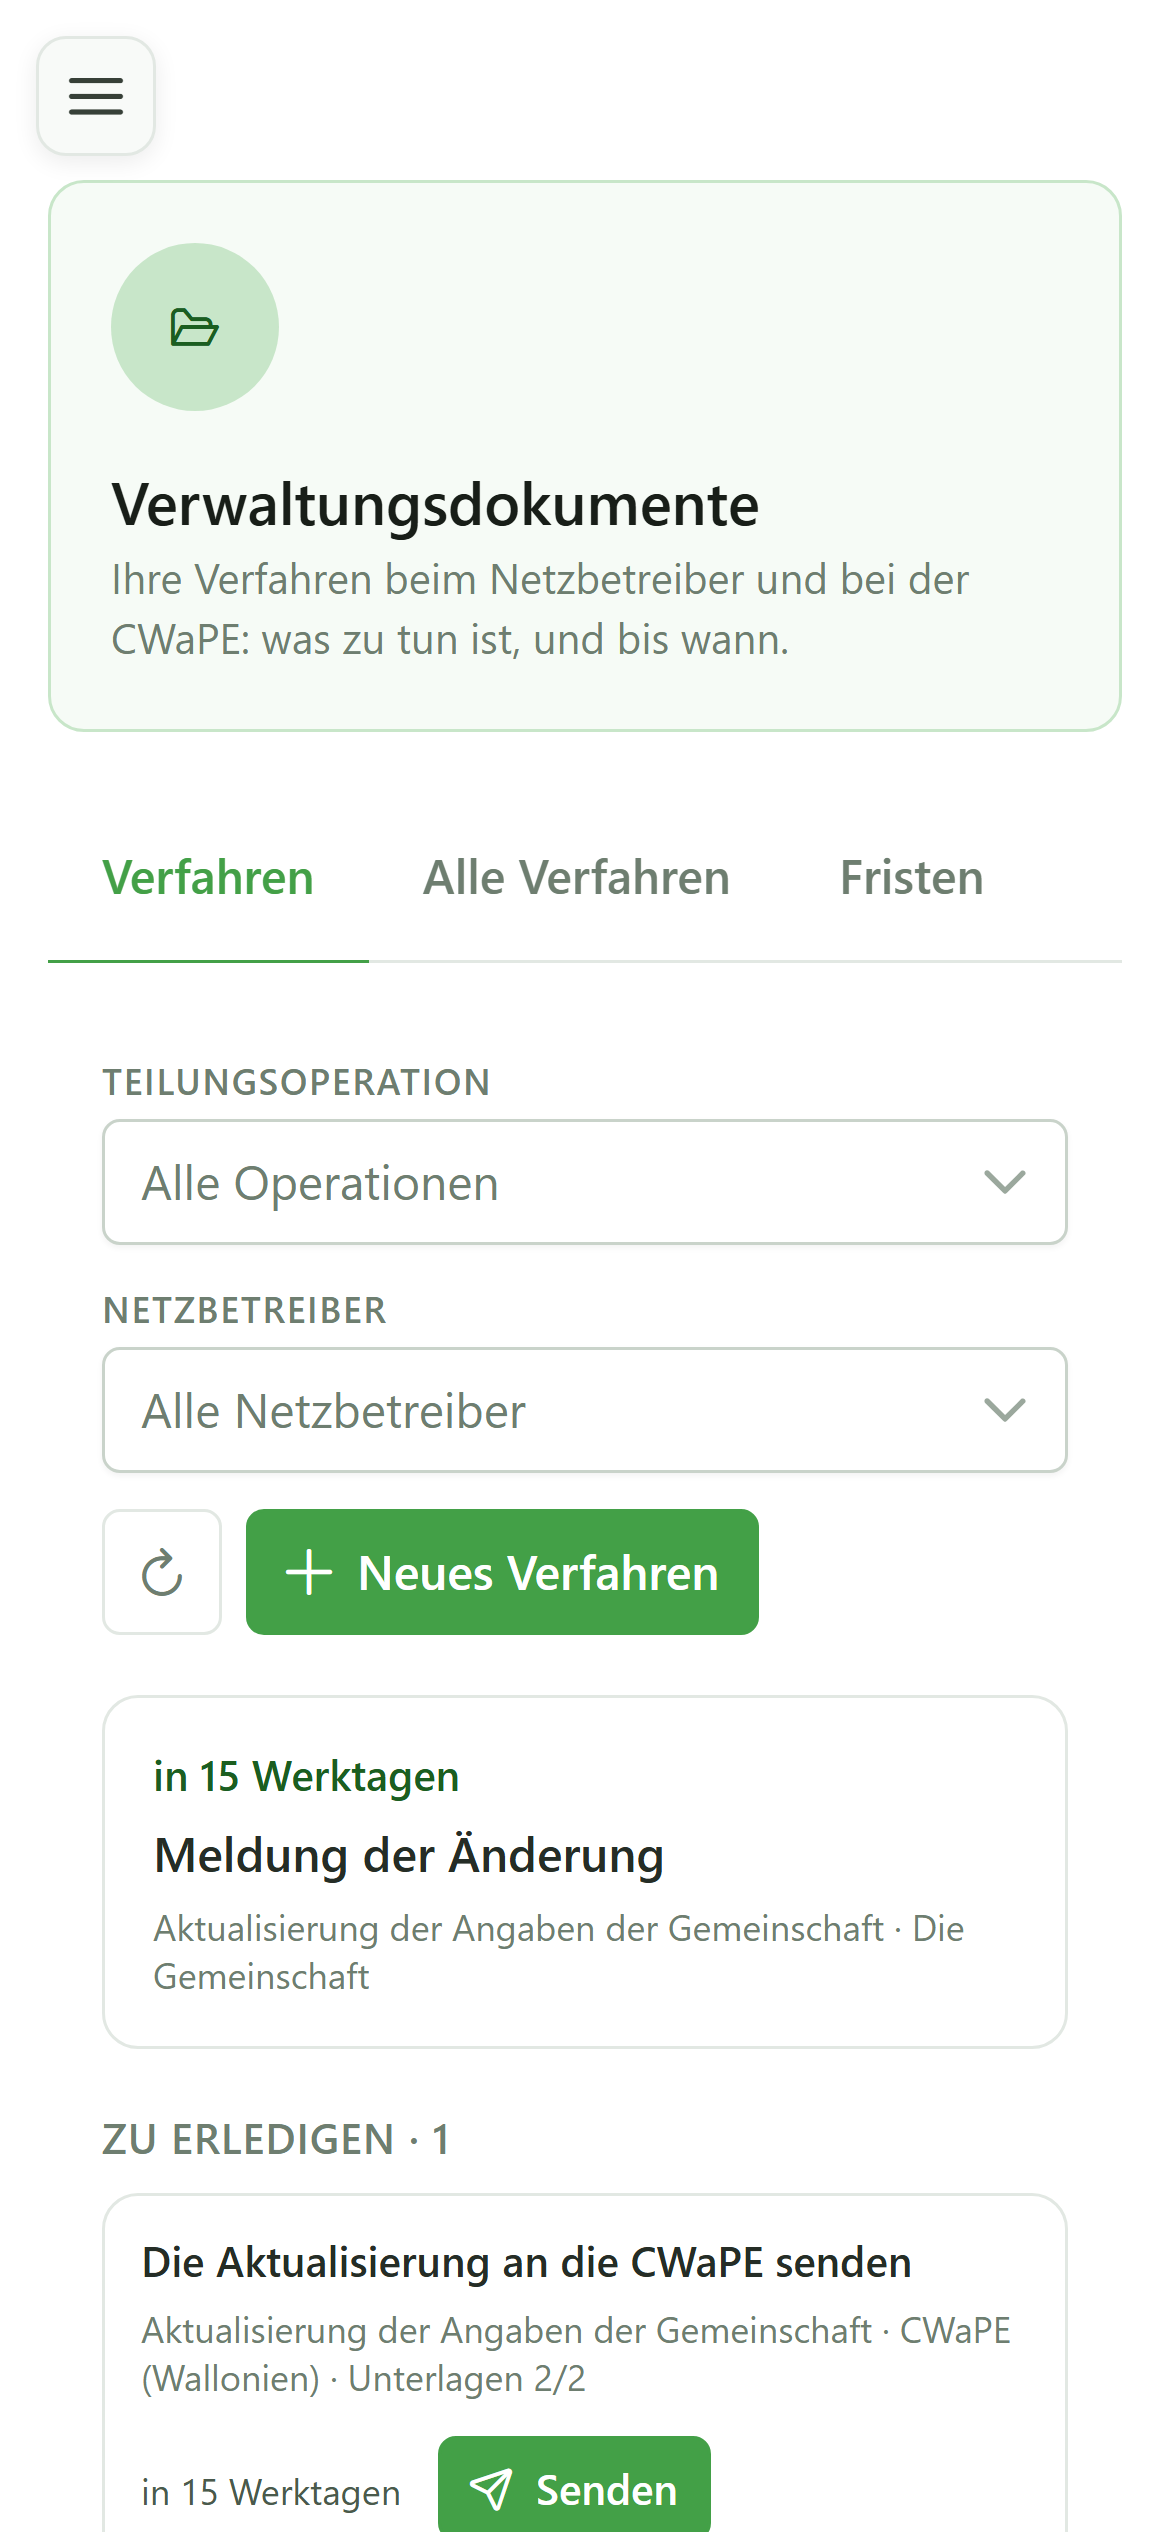 Verwaltungsdokumente
Ihre Verfahren beim Netzbetreiber und bei der
CWaPE: was zu tun ist, und bis wann.
Verfahren
Alle Verfahren
Fristen
TEILUNGSOPERATION
Alle Operationen
NETZBETREIBER
Alle Netzbetreiber
Neues Verfahren
in 15 Werktagen
Meldung der Änderung
Aktualisierung der Angaben der Gemeinschaft · Die
Gemeinschaft
ZU ERLEDIGEN · 1
Die Aktualisierung an die CWaPE senden
Aktualisierung der Angaben der Gemeinschaft · CWaPE
(Wallonien) · Unterlagen 2/2
in 15 Werktagen
Senden